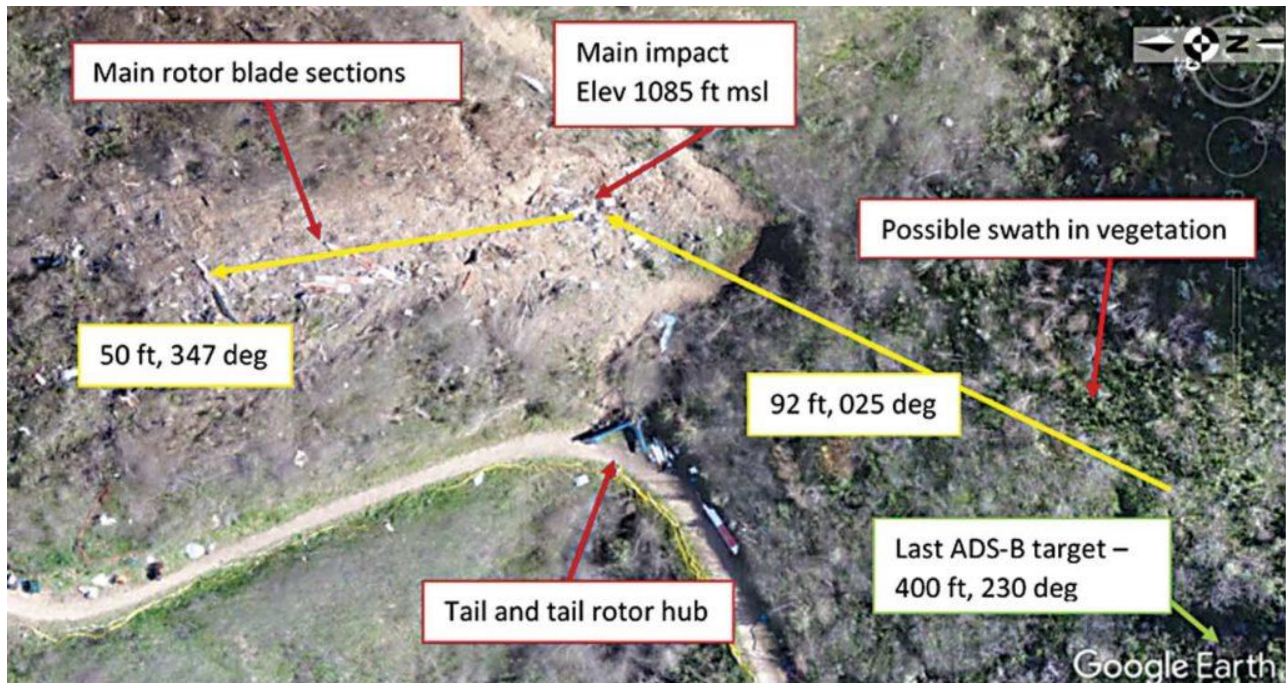 Main rotor blade sections
Main impact
Elev 1085 ft msl
N
Possible swath in vegetation
50 ft, 347 deg
92 ft, 025 deg
Last ADS-B target –
400 ft, 230 deg
Tail and tail rotor hub
Google Earth